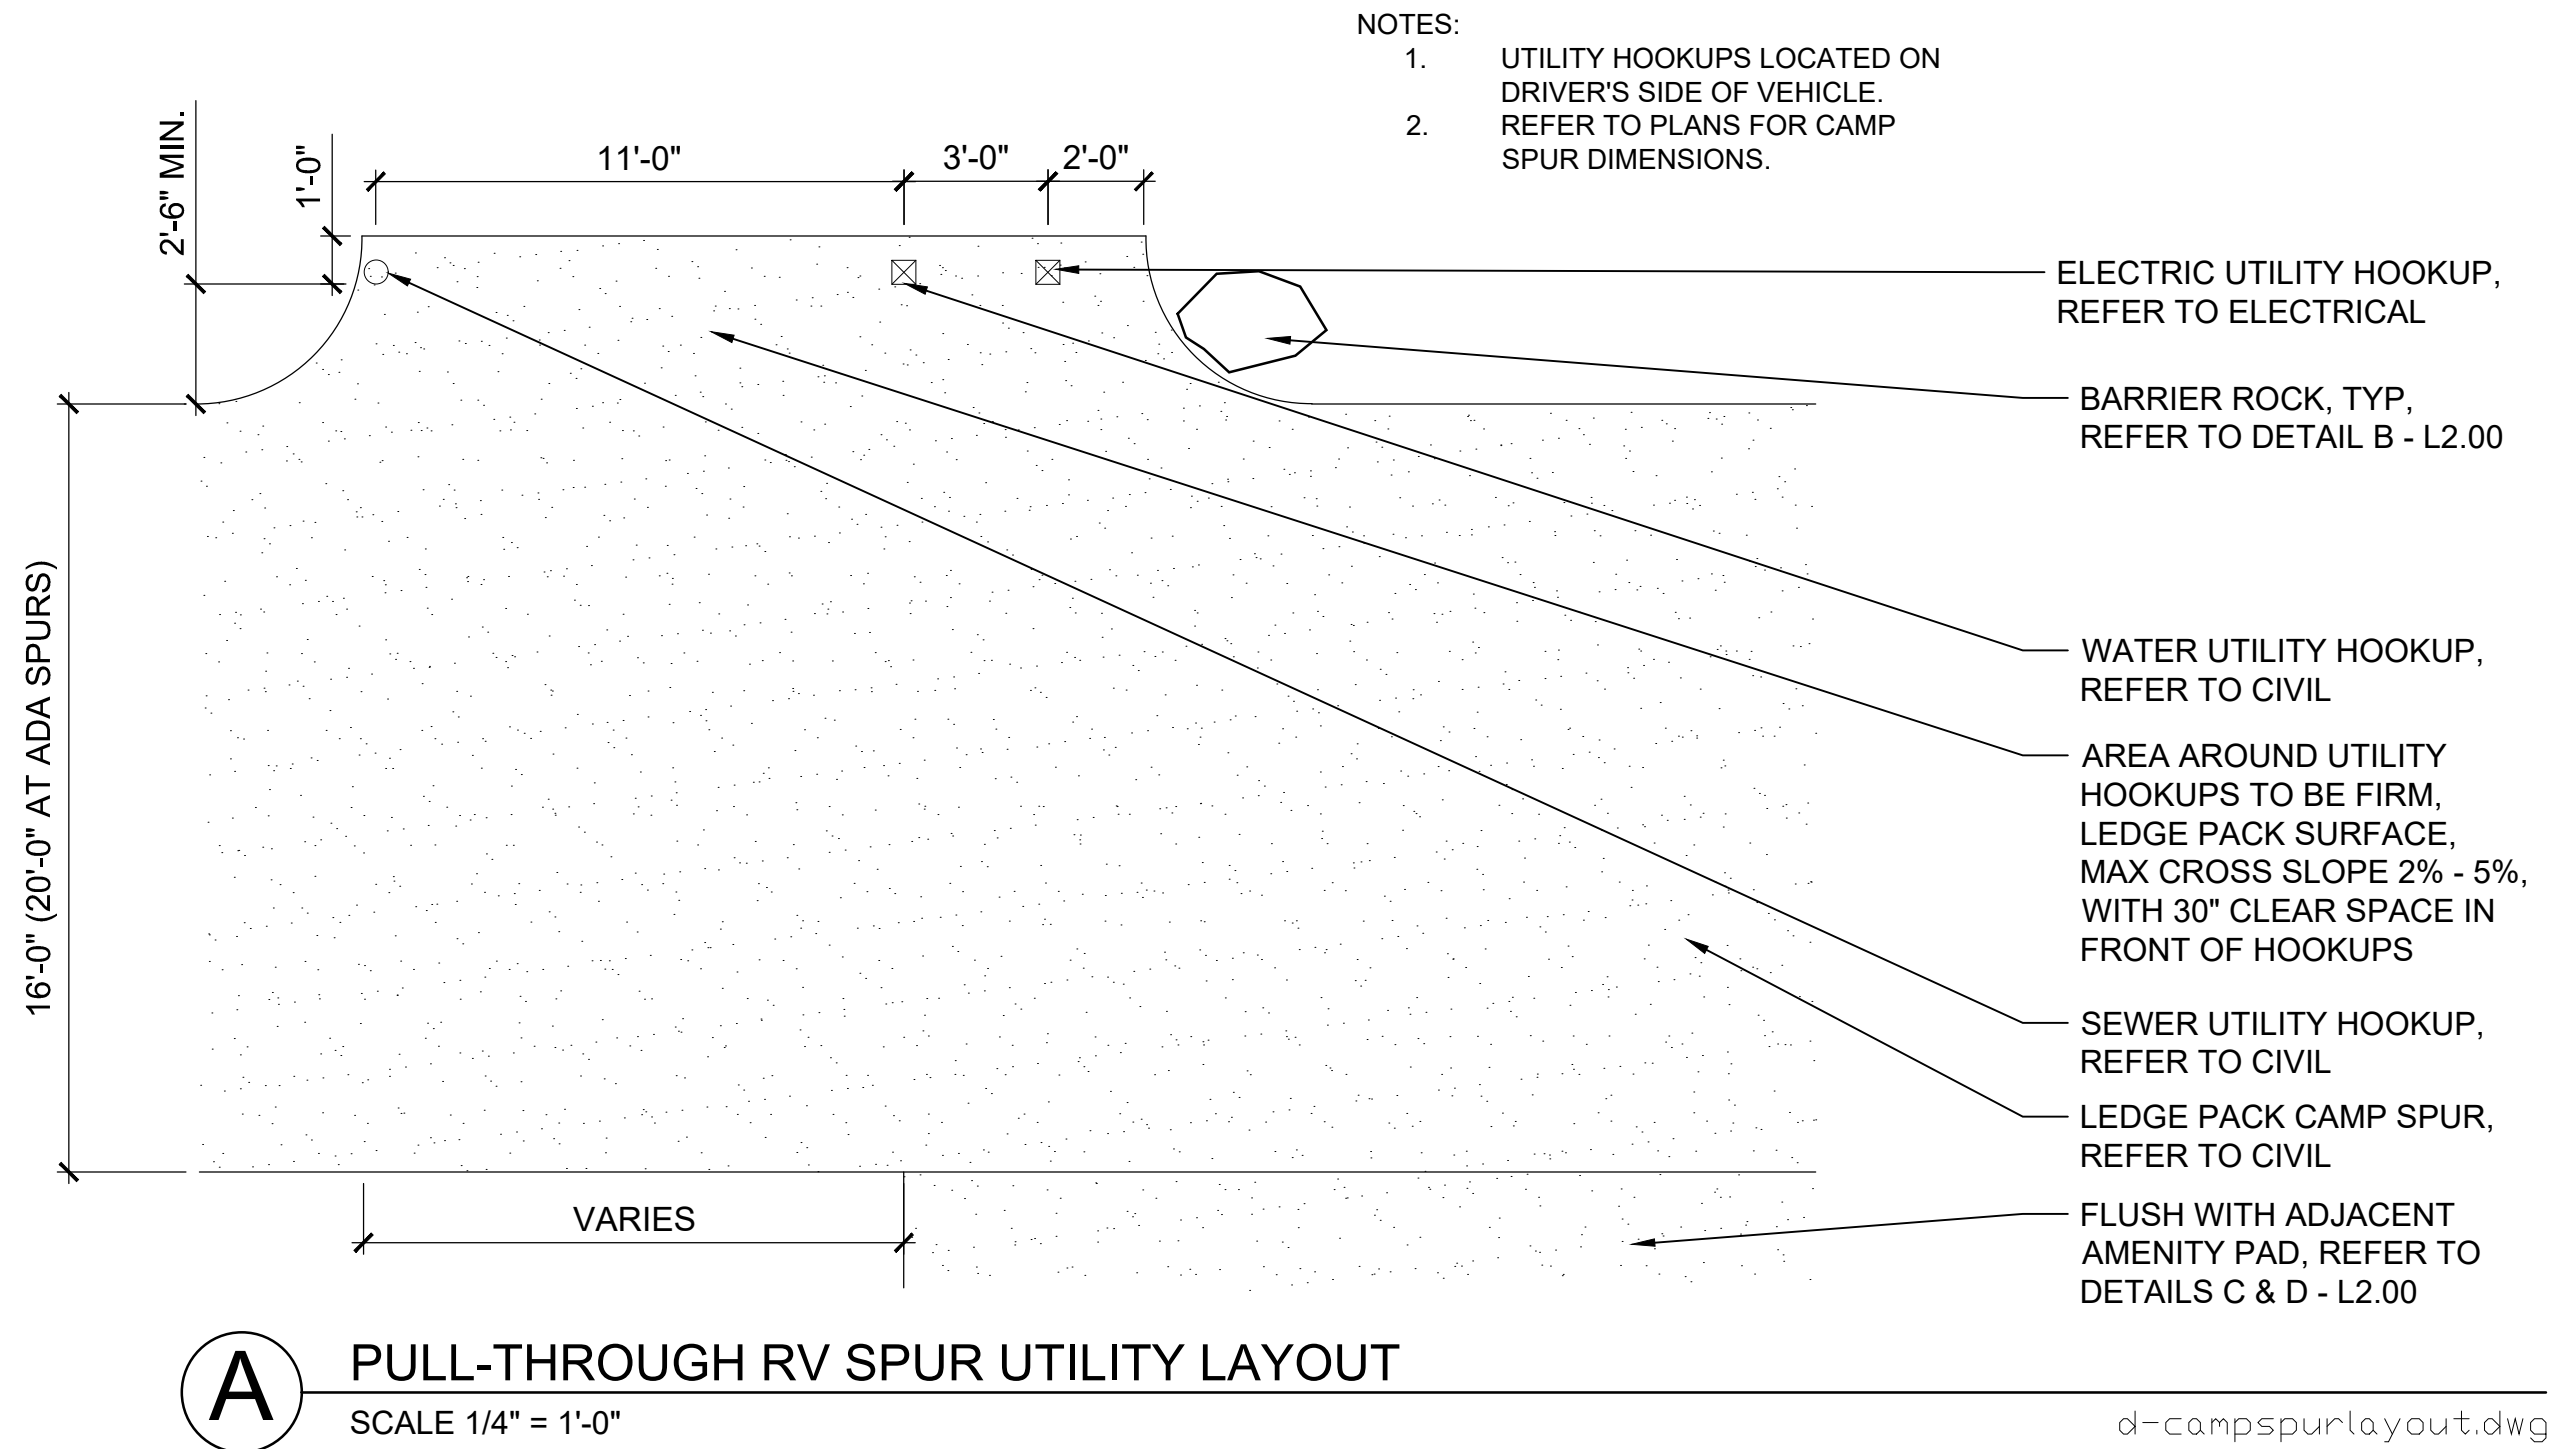 NOTES:
1. UTILITY HOOKUPS LOCATED ON
DRIVER'S SIDE OF VEHICLE.
2. REFER TO PLANS FOR CAMP
SPUR DIMENSIONS.
2'-6" MIN.
1'-0"
11'-0"
3'-0"
2'-0"
ELECTRIC UTILITY HOOKUP,
REFER TO ELECTRICAL
BARRIER ROCK, TYP,
REFER TO DETAIL B - L2.00
16'-0" (20'-0" AT ADA SPURS)
WATER UTILITY HOOKUP,
REFER TO CIVIL
AREA AROUND UTILITY
HOOKUPS TO BE FIRM,
LEDGE PACK SURFACE,
MAX CROSS SLOPE 2% - 5%,
WITH 30" CLEAR SPACE IN
FRONT OF HOOKUPS
SEWER UTILITY HOOKUP,
REFER TO CIVIL
LEDGE PACK CAMP SPUR,
REFER TO CIVIL
VARIES
FLUSH WITH ADJACENT
AMENITY PAD, REFER TO
DETAILS C & D - L2.00
A
PULL-THROUGH RV SPUR UTILITY LAYOUT
SCALE 1/4" = 1'-0"
d-campspurlayout.dwg